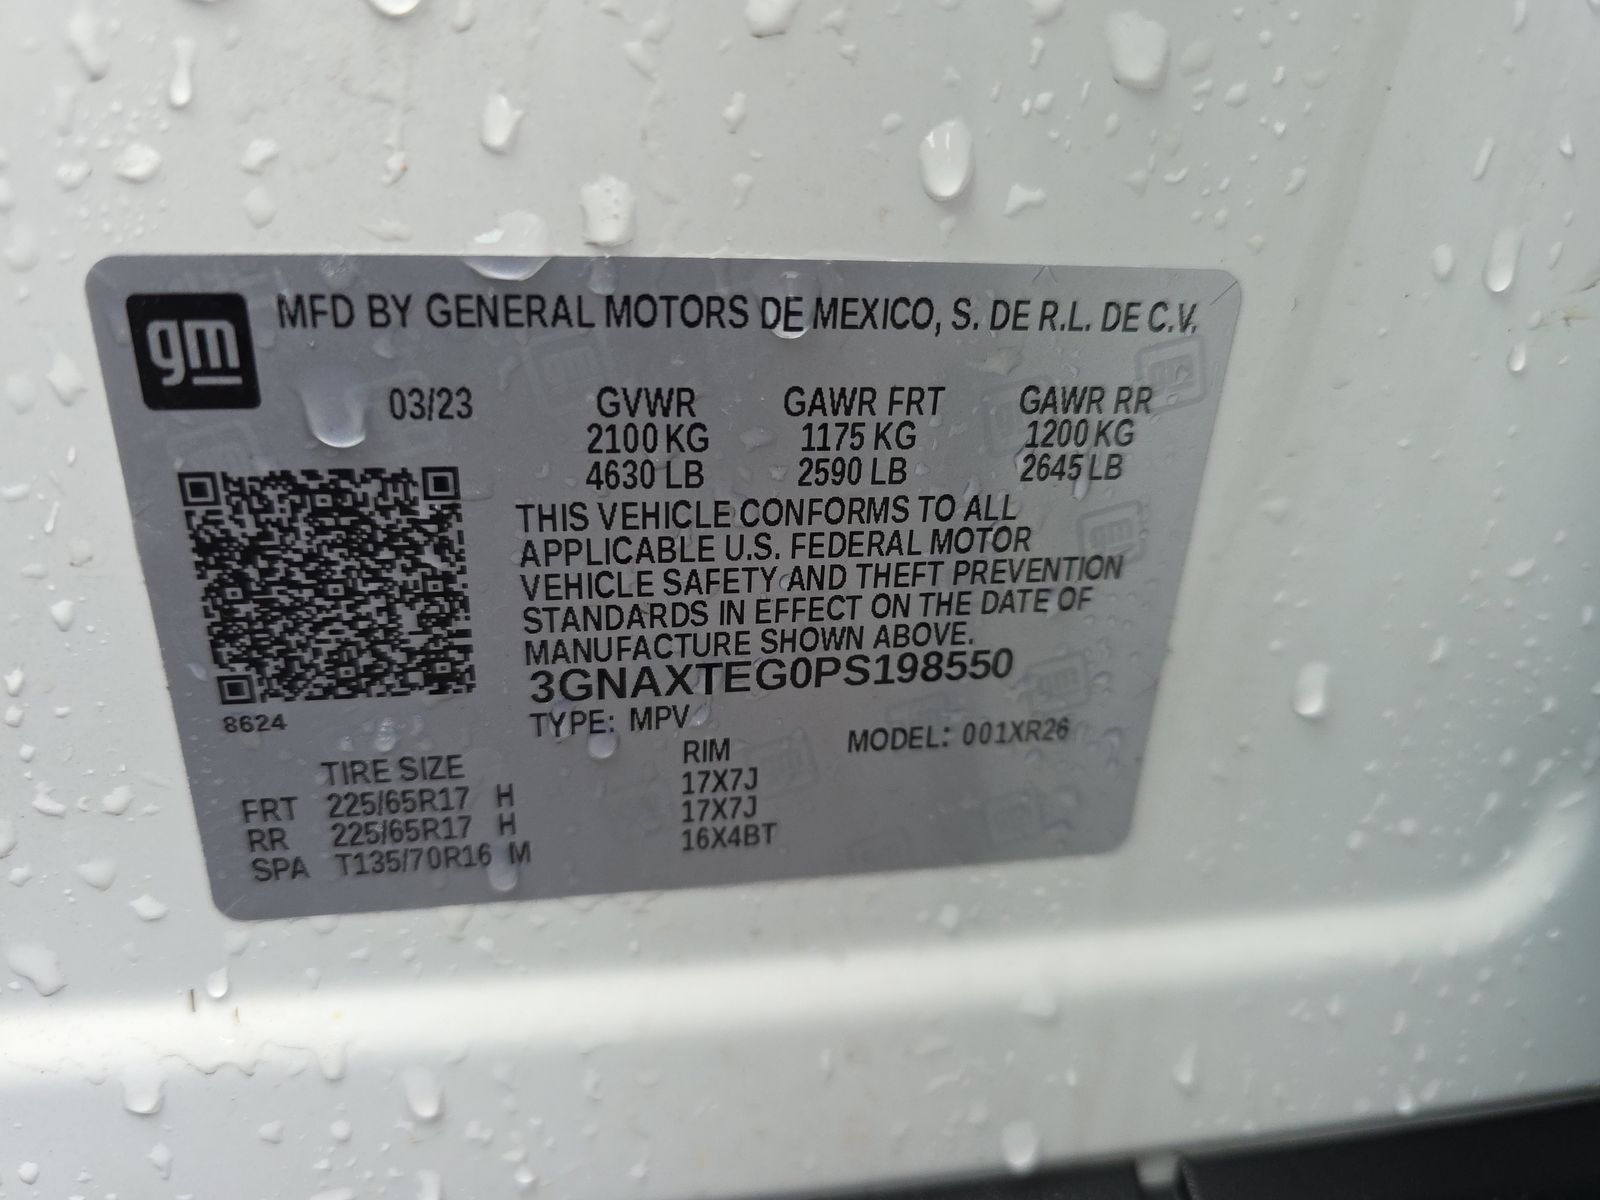 gm
MFD BY GENERAL MOTORS DE MEXICO, S. DE R.L. DE C.V.
03/23 GVWR GAWR FRT GAWR RR
2100 KG 1175 KG 1200 KG
4630 LB 2590 LB 2645 LB
THIS VEHICLE CONFORMS TO ALL
APPLICABLE U.S. FEDERAL MOTOR
VEHICLE SAFETY AND THEFT PREVENTION
STANDARDS IN EFFECT ON THE DATE OF
MANUFACTURE SHOWN ABOVE.
3GNAXTEG0PS198550
8624
TYPE: MPV
MODEL: 001XR26
TIRE SIZE RIM
FRT 225/65R17 H 17X7J
RR 225/65R17 H 17X7J
SPA T135/70R16 M 16X4BT